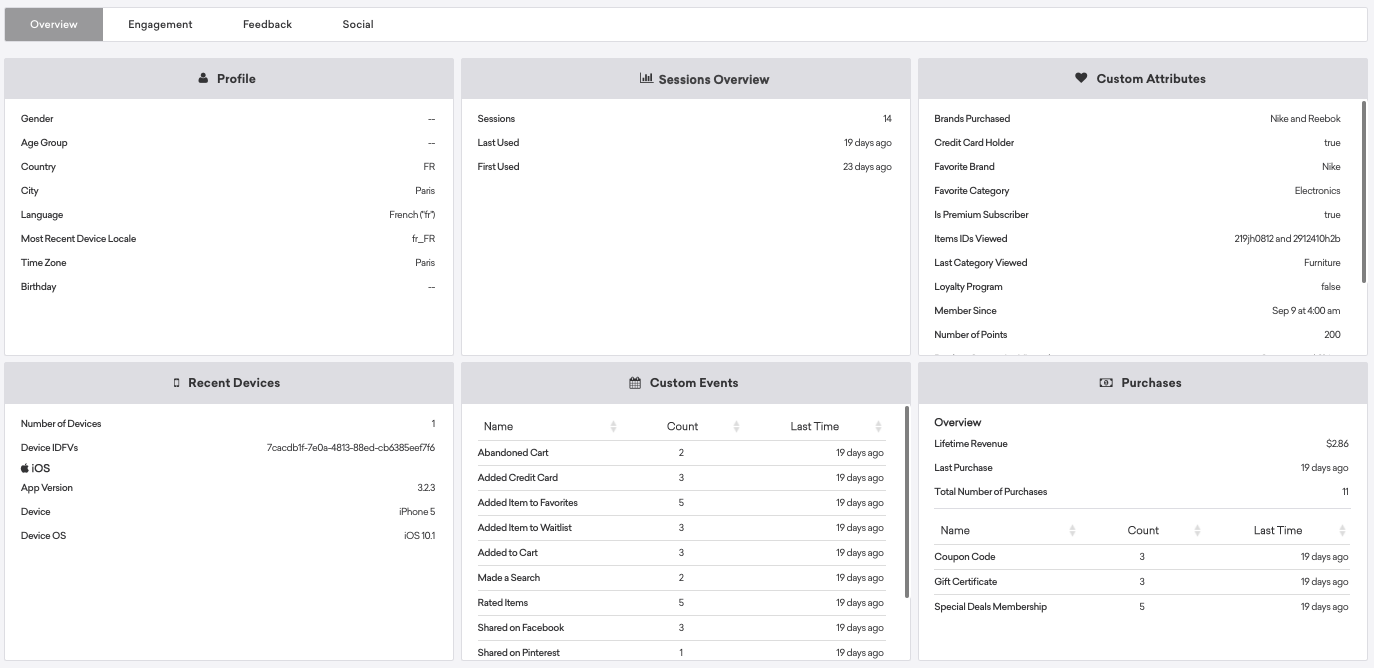 Overview Engagement Feedback Social
Profile
Gender --
Age Group --
Country FR
City Paris
Language French ("fr")
Most Recent Device Locale fr_FR
Time Zone Paris
Birthday --
Sessions Overview
Sessions 14
Last Used 19 days ago
First Used 23 days ago
Custom Attributes
Brands Purchased Nike and Reebok
Credit Card Holder true
Favorite Brand Nike
Favorite Category Electronics
Is Premium Subscriber true
Items IDs Viewed 219jh0812 and 2912410h2b
Last Category Viewed Furniture
Loyalty Program false
Member Since Sep 9 at 4:00 am
Number of Points 200
Recent Devices
Number of Devices 1
Device IDFVs 7cacdb1f-7e0a-4813-88ed-cb6385eef7f6
iOS
App Version 3.2.3
Device iPhone 5
Device OS iOS 10.1
Custom Events
Name Count Last Time
Abandoned Cart 2 19 days ago
Added Credit Card 3 19 days ago
Added Item to Favorites 5 19 days ago
Added Item to Waitlist 3 19 days ago
Added to Cart 3 19 days ago
Made a Search 2 19 days ago
Rated Items 5 19 days ago
Shared on Facebook 3 19 days ago
Shared on Pinterest 1 19 days ago
Purchases
Overview
Lifetime Revenue $2.86
Last Purchase 19 days ago
Total Number of Purchases 11
Name Count Last Time
Coupon Code 3 19 days ago
Gift Certificate 3 19 days ago
Special Deals Membership 5 19 days ago